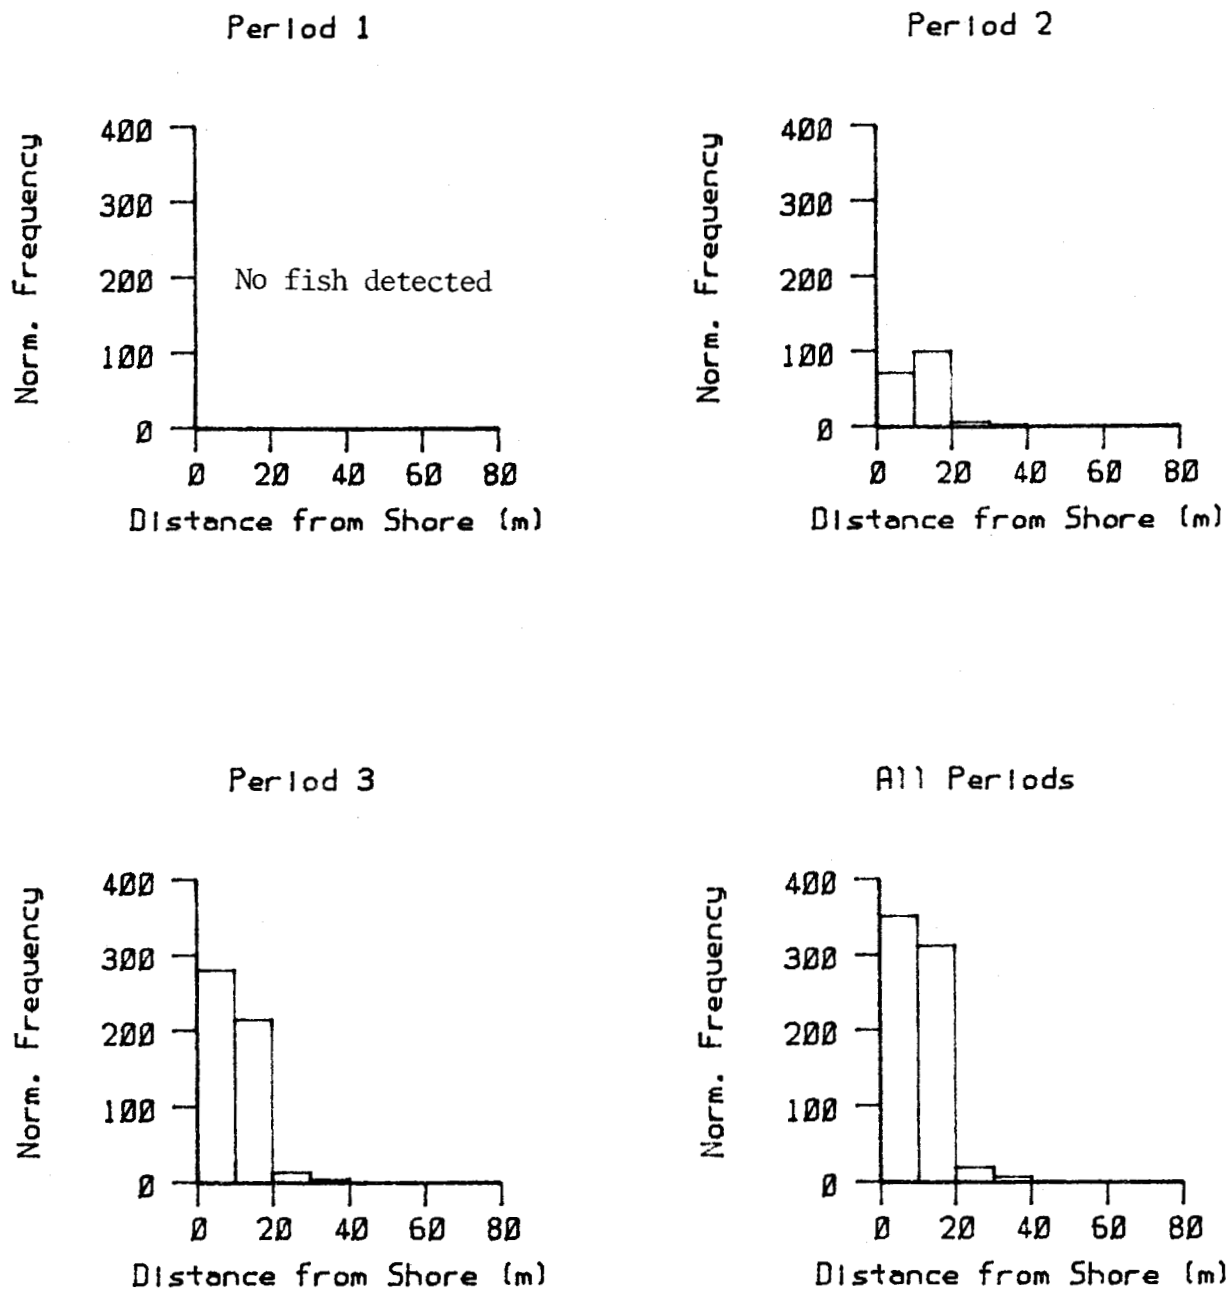 Period 1
Norm. Frequency
400
300
200
100
0
No fish detected
0 20 40 60 80
Distance from Shore (m)
Period 2
Norm. Frequency
400
300
200
100
0
0 20 40 60 80
Distance from Shore (m)
Period 3
Norm. Frequency
400
300
200
100
0
0 20 40 60 80
Distance from Shore (m)
All Periods
Norm. Frequency
400
300
200
100
0
0 20 40 60 80
Distance from Shore (m)